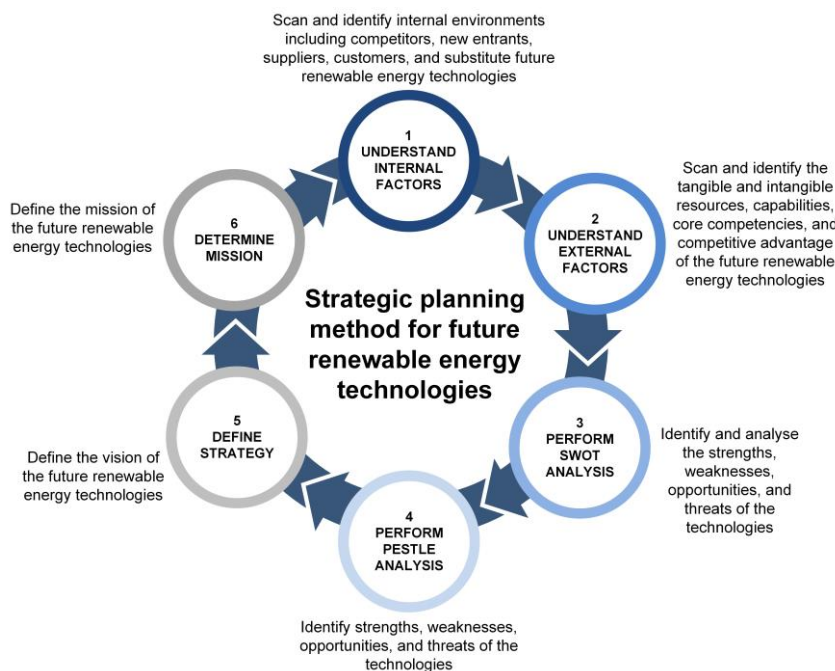 Scan and identify internal environments
including competitors, new entrants,
suppliers, customers, and substitute future
renewable energy technologies
1
UNDERSTAND
INTERNAL
FACTORS
2
UNDERSTAND
EXTERNAL
FACTORS
Scan and identify the
tangible and intangible
resources, capabilities,
core competencies, and
competitive advantage
of the future renewable
energy technologies
3
PERFORM
SWOT
ANALYSIS
Identify and analyse
the strengths,
weaknesses,
opportunities, and
threats of the
technologies
4
PERFORM
PESTLE
ANALYSIS
Identify strengths, weaknesses,
opportunities, and threats of the
technologies
5
DEFINE
STRATEGY
Define the vision of
the future renewable
energy technologies
6
DETERMINE
MISSION
Define the mission of
the future renewable
energy technologies
Strategic planning
method for future
renewable energy
technologies